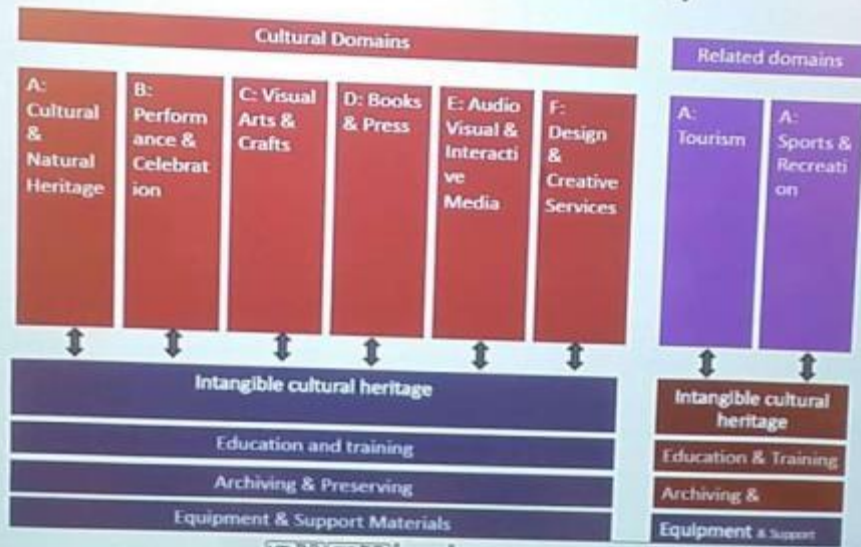 Cultural Domains
Related domains
A:
Cultural
&
Natural
Heritage
B:
Perform
ance &
Celebrat
ion
C: Visual
Arts &
Crafts
D: Books
& Press
E: Audio
Visual &
Interacti
ve
Media
F:
Design
&
Creative
Services
A:
Tourism
A:
Sports &
Recreati
on
Intangible cultural heritage
Education and training
Archiving & Preserving
Equipment & Support Materials
Intangible cultural
heritage
Education & Training
Archiving &
Equipment & Support